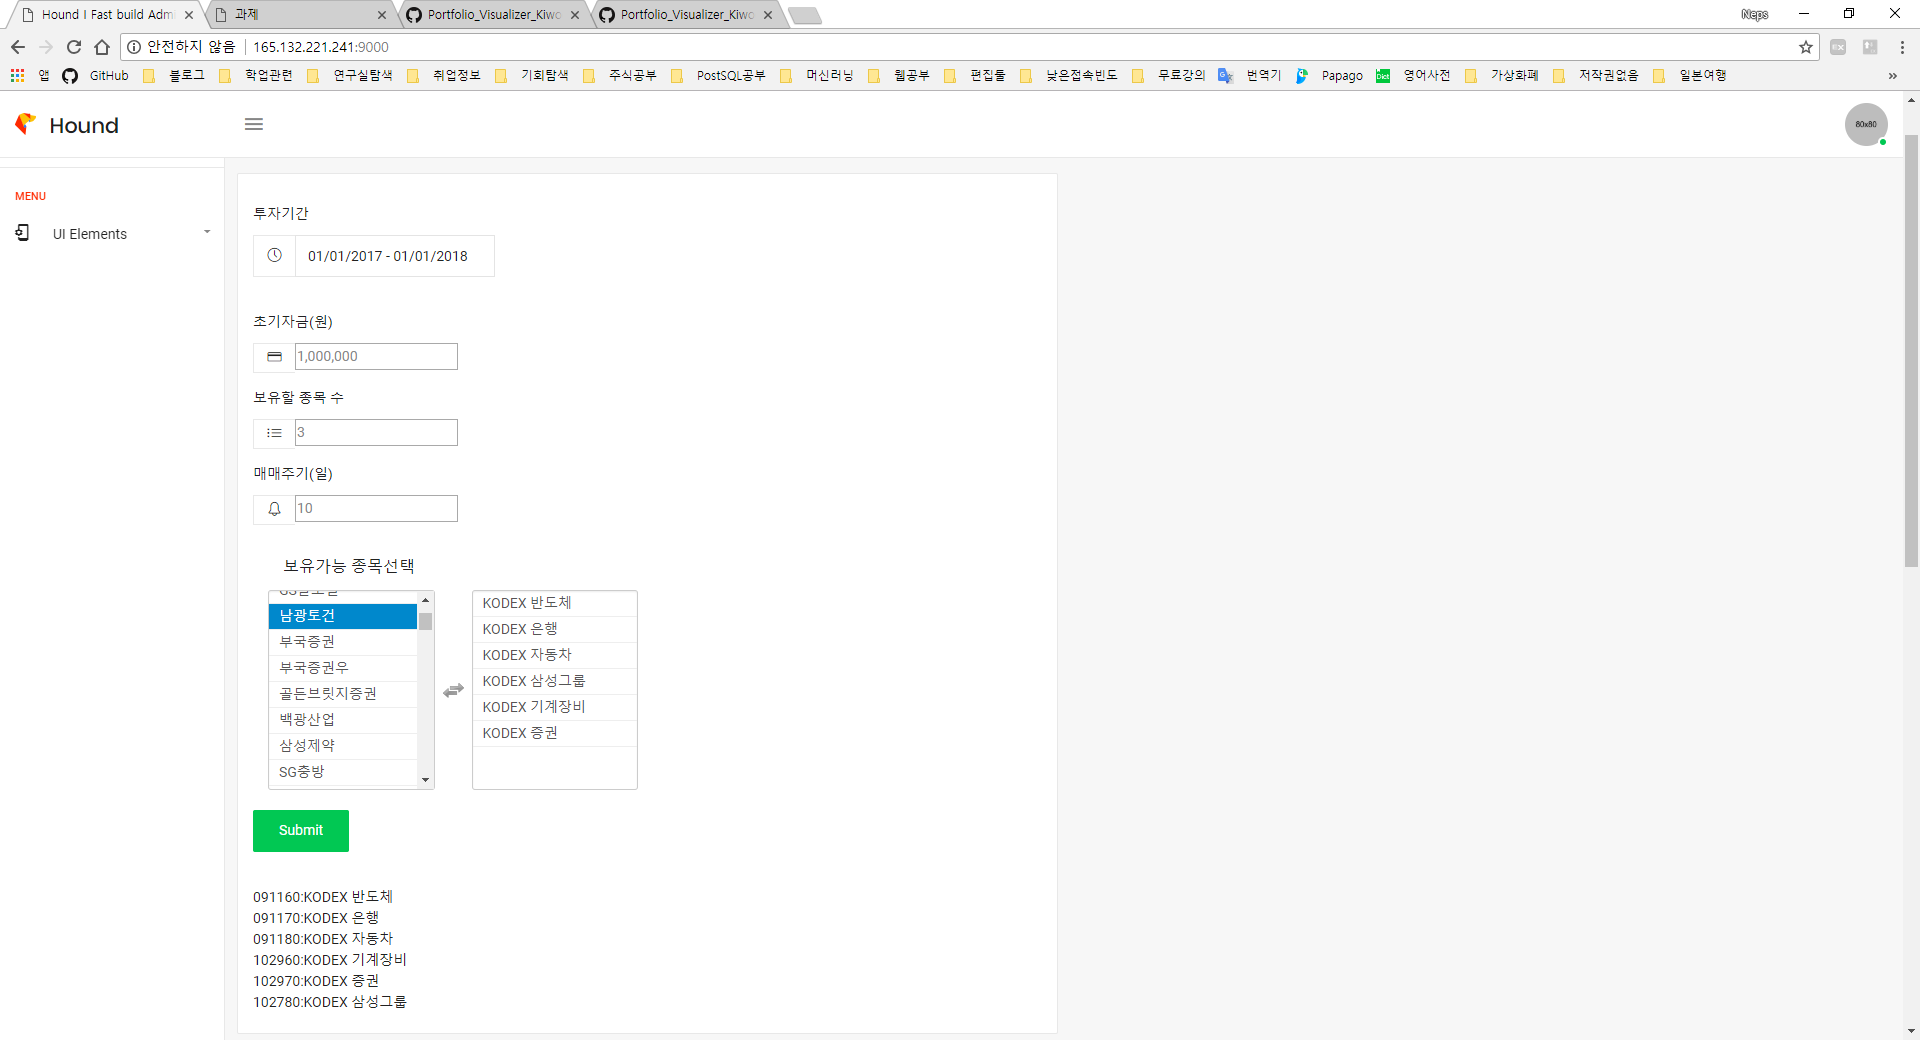 Hound I Fast build Adm
과제
Portfolio_Visualizer_Kiwo
Portfolio_Visualizer_Kiwo
Neps
안전하지 않음
165.132.221.241:9000
앱
GitHub
블로그
학업관련
연구실탐색
취업정보
기회탐색
주식공부
PostSQL공부
머신러닝
웹공부
편집툴
낮은접속빈도
무료강의
번역기
Papago
Dict
영어사전
가상화폐
저작권없음
일본여행
»
Hound
80x80
MENU
UI Elements
투자기간
01/01/2017 - 01/01/2018
초기자금(원)
1,000,000
보유할 종목 수
3
매매주기(일)
10
보유가능 종목선택
남광토건
부국증권
부국증권우
골든브릿지증권
백광산업
삼성제약
SG충방
KODEX 반도체
KODEX 은행
KODEX 자동차
KODEX 삼성그룹
KODEX 기계장비
KODEX 증권
Submit
091160:KODEX 반도체
091170:KODEX 은행
091180:KODEX 자동차
102960:KODEX 기계장비
102970:KODEX 증권
102780:KODEX 삼성그룹